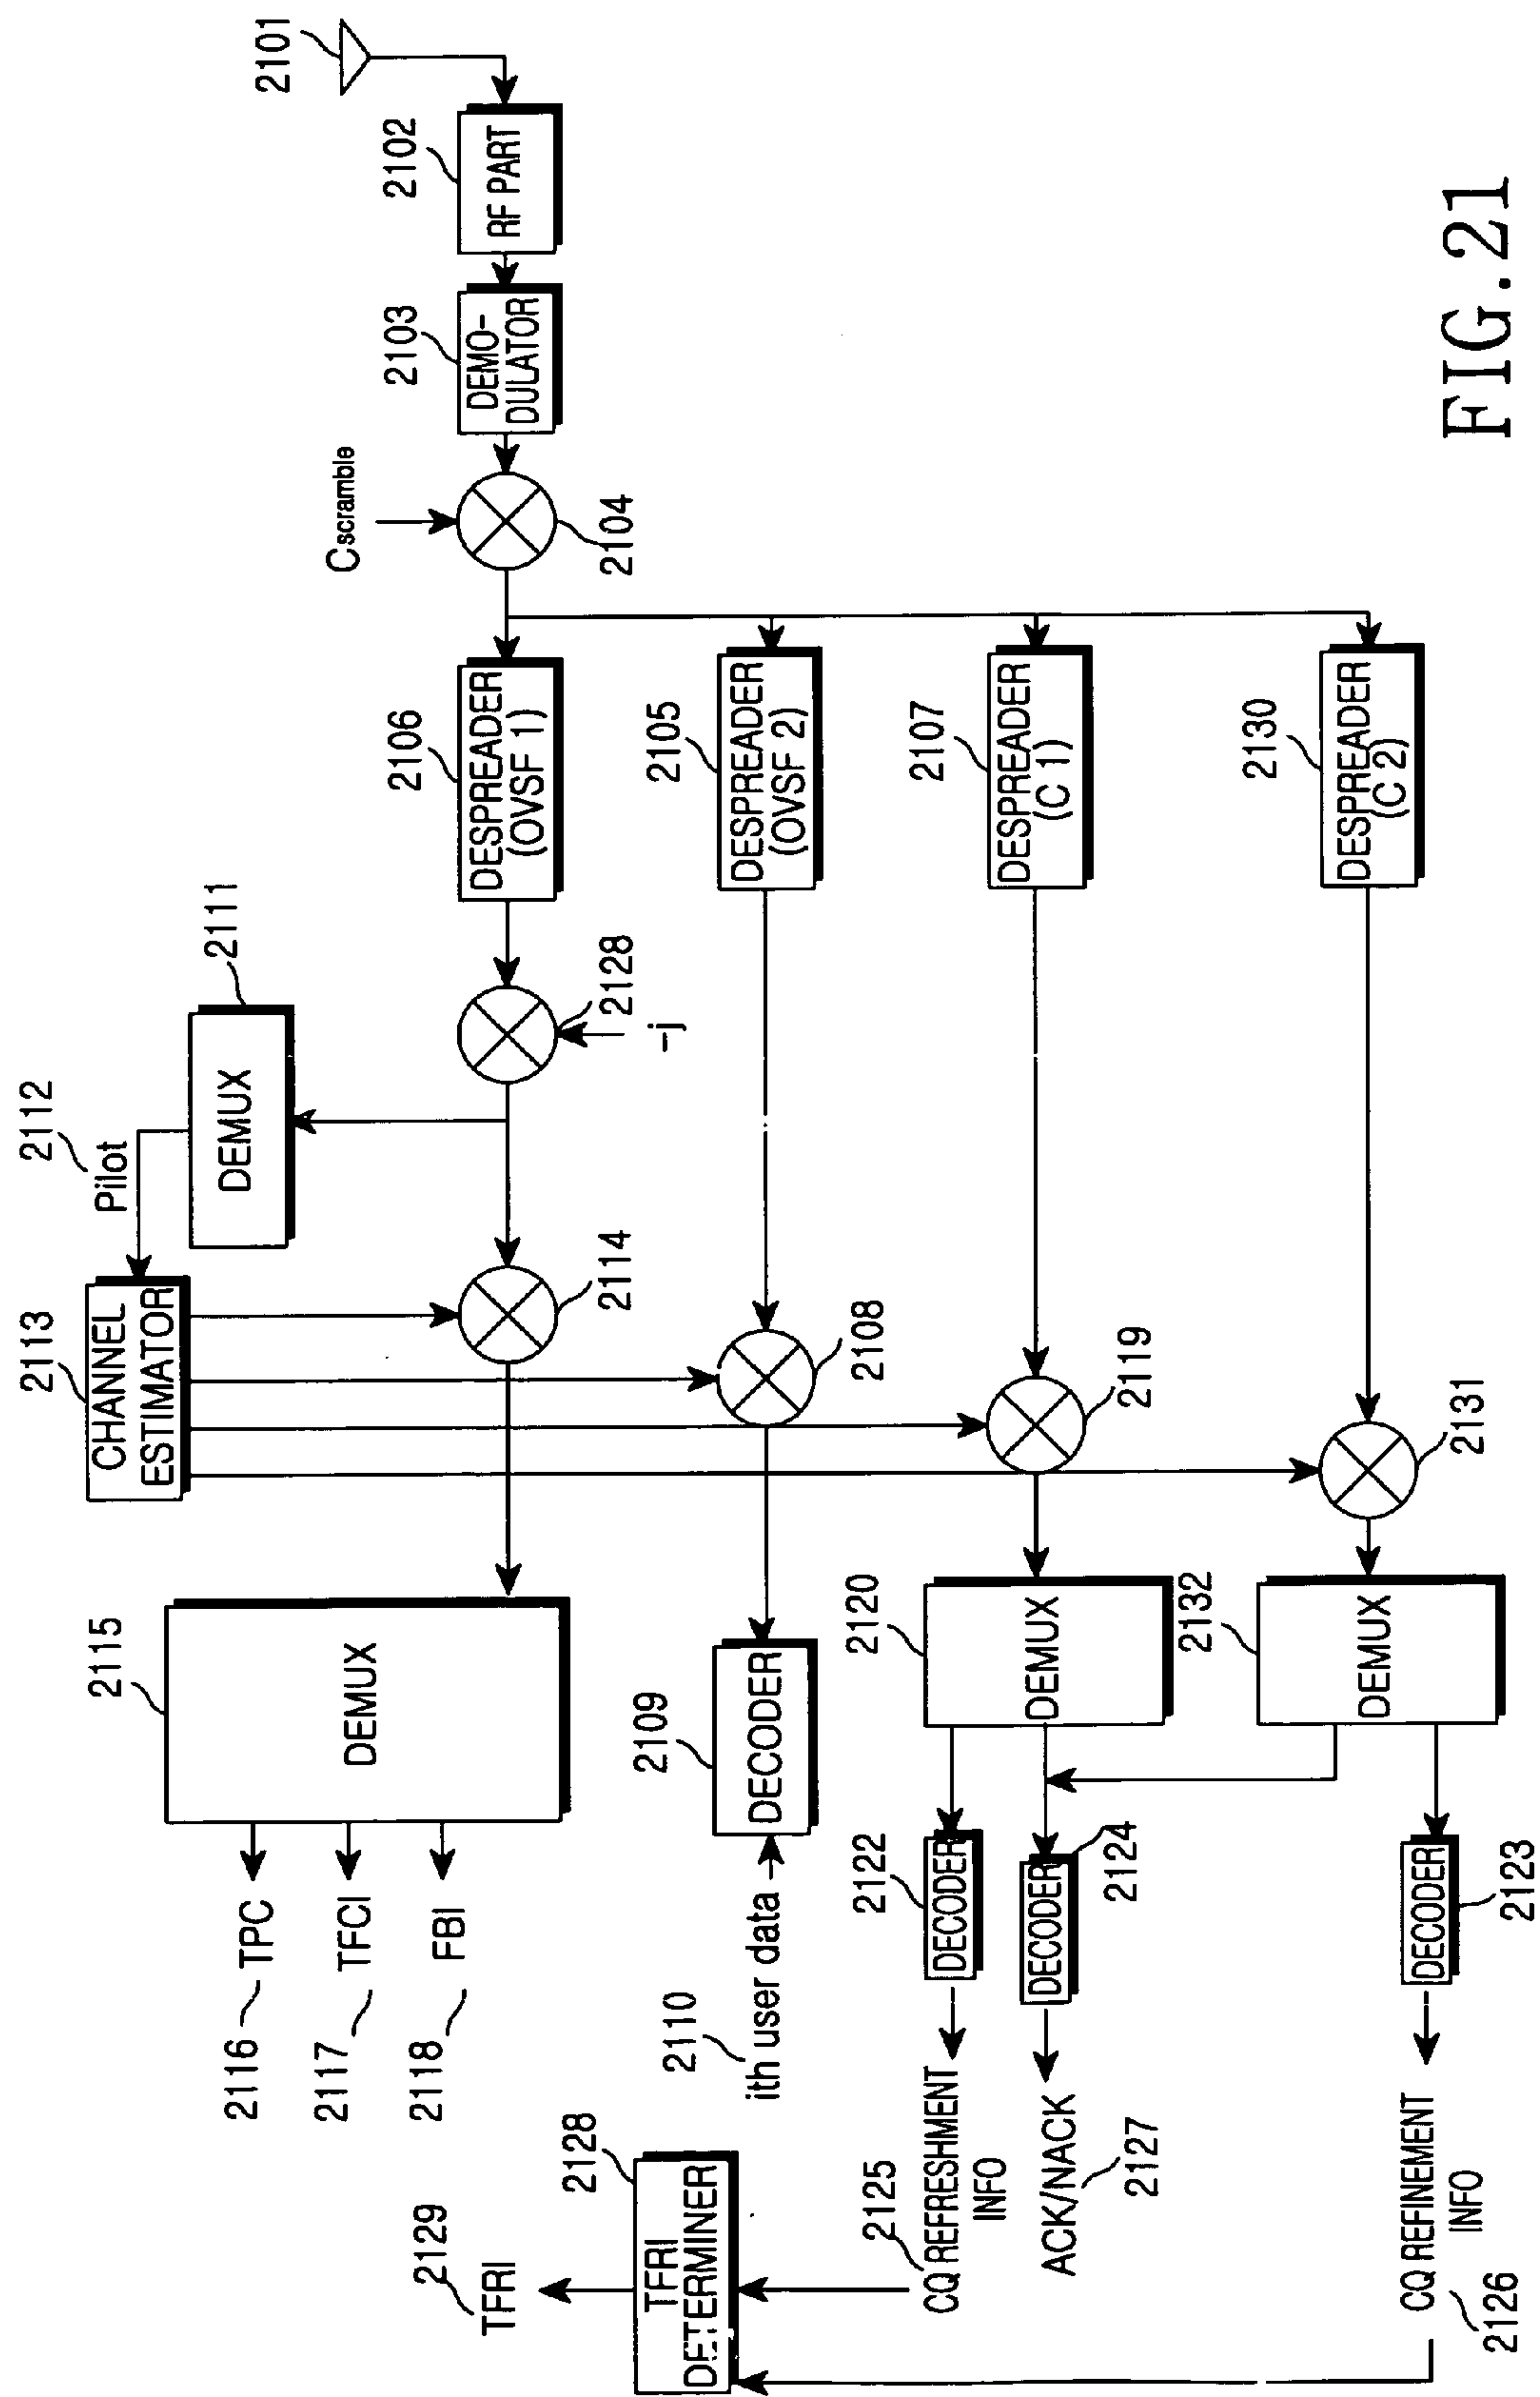 2101
2102
RF PART
2103
DEMO-
DULATOR
Cscramble
2104
2106
DESPREADER
(OVSF 1)
2105
DESPREADER
(OVSF 2)
2107
DESPREADER
(C 1)
2130
DESPREADER
(C 2)
2128
-j
2111
DEMUX
2112
Pilot
2113
CHANNEL
ESTIMATOR
2114
2108
2119
2131
2115
DEMUX
2116
TPC
2117
TFCI
2118
FBI
2109
DECODER
2110
ith user data
2120
DEMUX
2132
DEMUX
2122
DECODER
2124
DECODER
2123
DECODER
2125
CQ REFRESHMENT
INFO
ACK/NACK
2127
CQ REFINEMENT
INFO
2126
2128
TFRI
DETERMINER
2129
TFRI
FIG.21